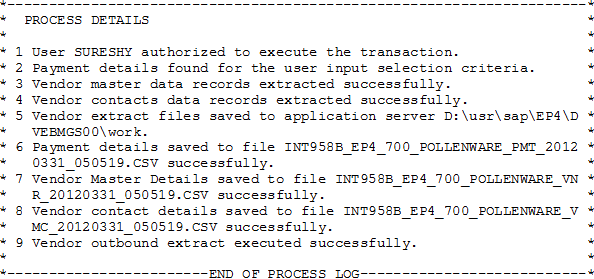 *--------------------------------------------------------------------------*
* PROCESS DETAILS *
* *
* 1 User SURESHY authorized to execute the transaction. *
* 2 Payment details found for the user input selection criteria. *
* 3 Vendor master data records extracted successfully. *
* 4 Vendor contacts data records extracted successfully. *
* 5 Vendor extract files saved to application server D:\usr\sap\EP4\D *
* VEBMGS00\work. *
* 6 Payment details saved to file INT958B_EP4_700_POLLENWARE_PMT_2012 *
* 0331_050519.CSV successfully. *
* 7 Vendor Master Details saved to file INT958B_EP4_700_POLLENWARE_VN *
* R_20120331_050519.CSV successfully. *
* 8 Vendor contact details saved to file INT958B_EP4_700_POLLENWARE_V *
* MC_20120331_050519.CSV successfully. *
* 9 Vendor outbound extract executed successfully. *
* *
*-------------------------END OF PROCESS LOG-----------------------------*